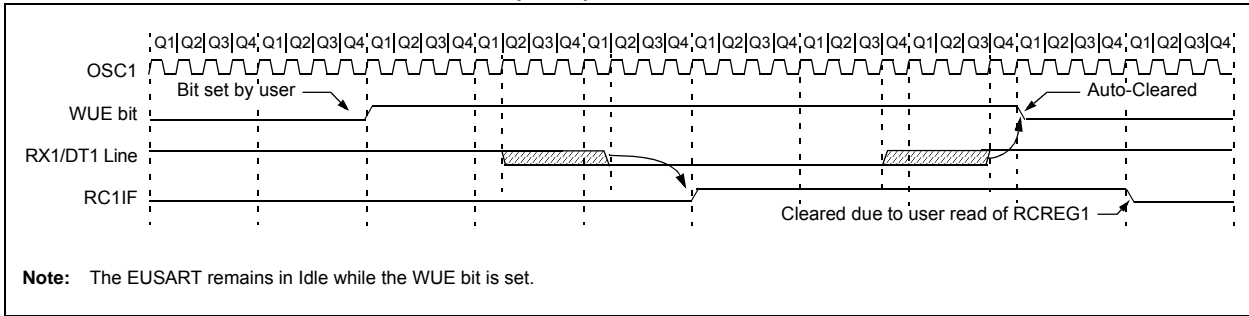 Q1 Q2 Q3 Q4 Q1 Q2 Q3 Q4 Q1 Q2 Q3 Q4 Q1 Q2 Q3 Q4 Q1 Q2 Q3 Q4 Q1 Q2 Q3 Q4 Q1 Q2 Q3 Q4 Q1 Q2 Q3 Q4 Q1 Q2 Q3 Q4 Q1 Q2 Q3 Q4
OSC1
Bit set by user
Auto-Cleared
WUE bit
RX1/DT1 Line
RC1IF
Cleared due to user read of RCREG1
Note: The EUSART remains in Idle while the WUE bit is set.